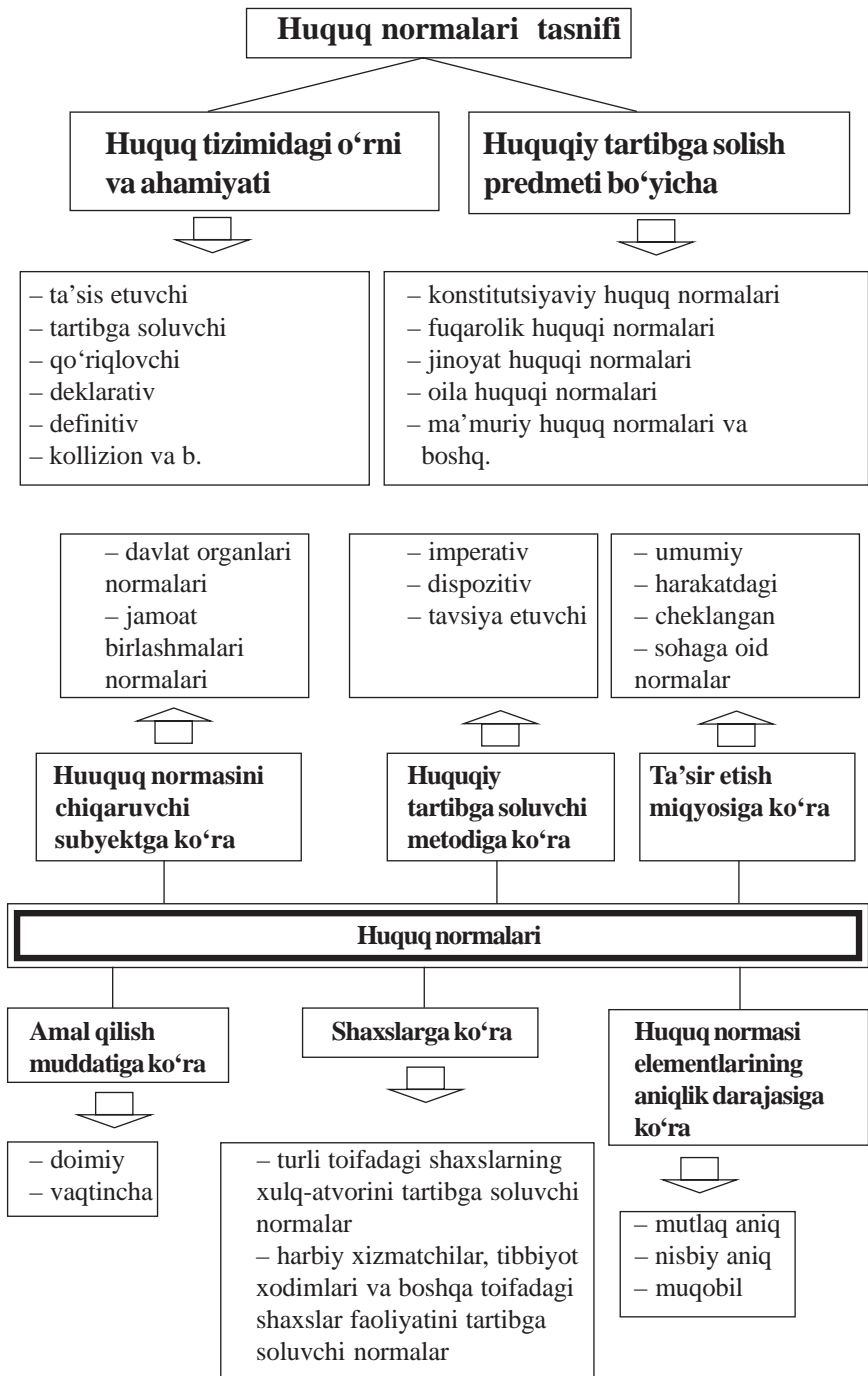 Huquq normalari tasnifi
Huquq tizimidagi o‘rni
va ahamiyati
Huquqiy tartibga solish
predmeti bo‘yicha
– ta’sis etuvchi
– tartibga soluvchi
– qo‘riqlovchi
– deklarativ
– definitiv
– kollizion va b.
– konstitutsiyaviy huquq normalari
– fuqarolik huquqi normalari
– jinoyat huquqi normalari
– oila huquqi normalari
– ma’muriy huquq normalari va
boshq.
– davlat organlari
normalari
– jamoat
birlashmalari
normalari
– imperativ
– dispozitiv
– tavsiya etuvchi
– umumiy
– harakatdagi
– cheklangan
– sohaga oid
normalar
Huuquq normasini
chiqaruvchi
subyektga ko‘ra
Huquqiy
tartibga soluvchi
metodiga ko‘ra
Ta’sir etish
miqyosiga ko‘ra
Huquq normalari
Amal qilish
muddatiga ko‘ra
Shaxslarga ko‘ra
Huquq normasi
elementlarining
aniqlik darajasiga
ko‘ra
– doimiy
– vaqtincha
– turli toifadagi shaxslarning
xulq-atvorini tartibga soluvchi
normalar
– harbiy xizmatchilar, tibbiyot
xodimlari va boshqa toifadagi
shaxslar faoliyatini tartibga
soluvchi normalar
– mutlaq aniq
– nisbiy aniq
– muqobil